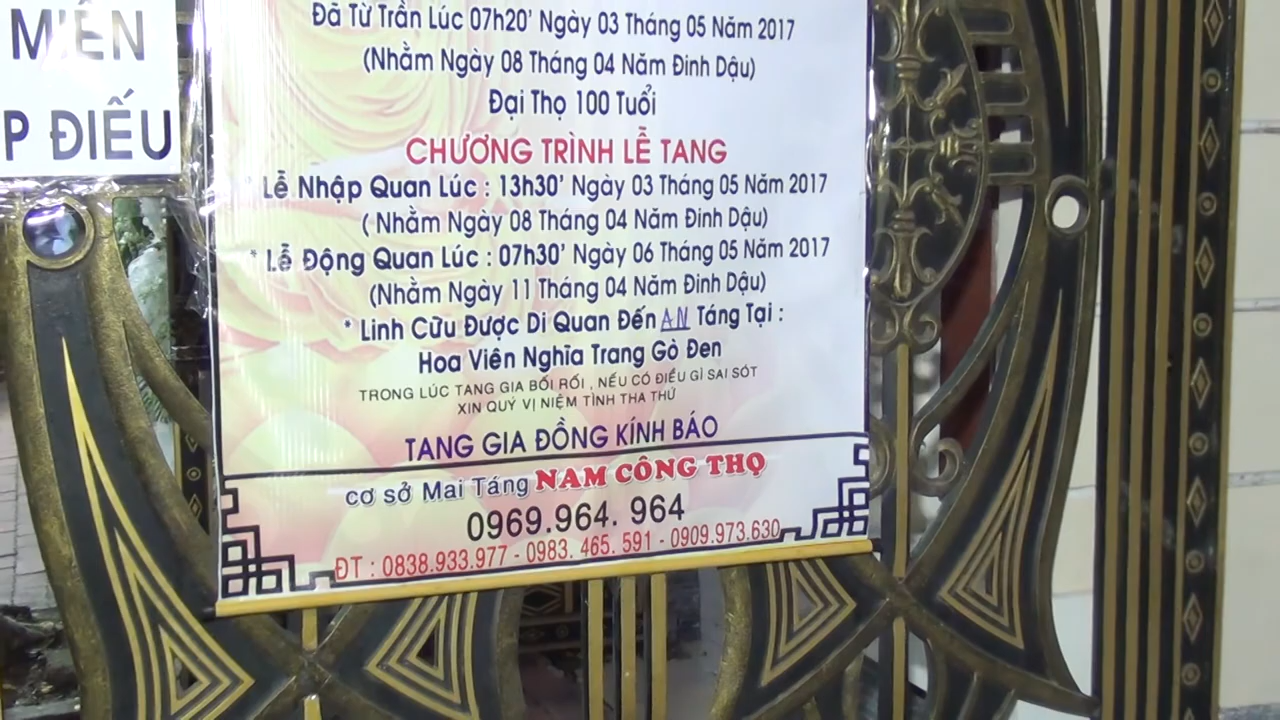 MIỄN
P ĐIẾU
Đã Từ Trần Lúc 07h20' Ngày 03 Tháng 05 Năm 2017
(Nhằm Ngày 08 Tháng 04 Năm Đinh Dậu)
Đại Thọ 100 Tuổi
CHƯƠNG TRÌNH LỄ TANG
* Lễ Nhập Quan Lúc : 13h30' Ngày 03 Tháng 05 Năm 2017
( Nhằm Ngày 08 Tháng 04 Năm Đinh Dậu)
* Lễ Động Quan Lúc : 07h30' Ngày 06 Tháng 05 Năm 2017
(Nhằm Ngày 11 Tháng 04 Năm Đinh Dậu)
* Linh Cữu Được Di Quan Đến AN Táng Tại :
Hoa Viên Nghĩa Trang Gò Đen
TRONG LÚC TANG GIA BỐI RỐI , NẾU CÓ ĐIỀU GÌ SAI SÓT
XIN QUÝ VỊ NIỆM TÌNH THA THỨ
TANG GIA ĐỒNG KÍNH BÁO
cơ sở Mai Táng NAM CÔNG THỌ
0969.964. 964
ĐT : 0838.933.977 - 0983. 465. 591 - 0909.973.630